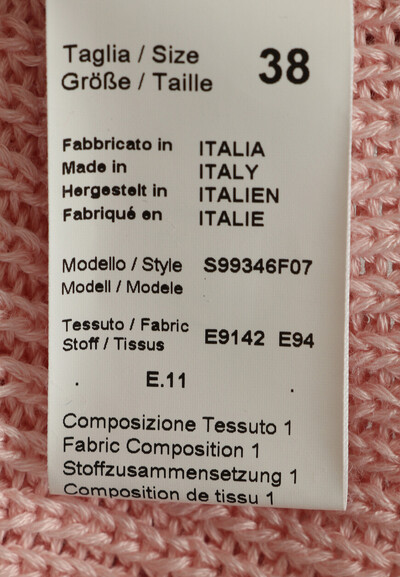 Taglia / Size 38
Größe / Taille
Fabbricato in ITALIA
Made in ITALY
Hergestelt in ITALIEN
Fabriqué en ITALIE
Modello / Style S99346F07
Modell / Modele
Tessuto / Fabric E9142 E94
Stoff / Tissus
. E.11 .
Composizione Tessuto 1
Fabric Composition 1
Stoffzusammensetzung 1
Composition de tissu 1